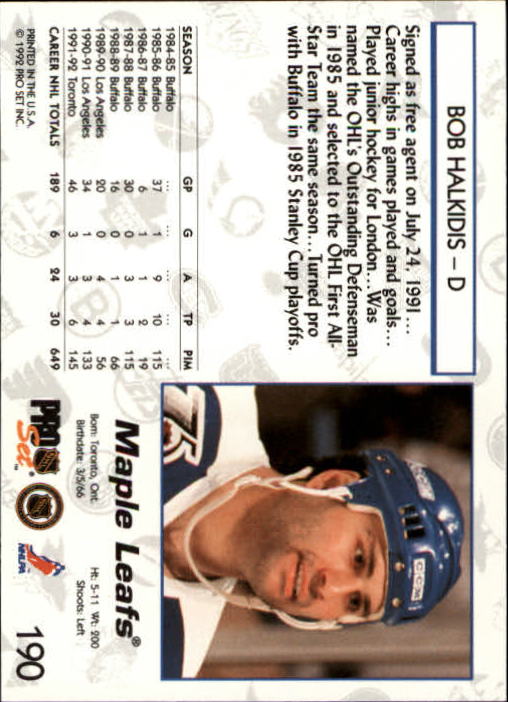 BOB HALKIDIS – D
Signed as free agent on July 24, 1991...
Career highs in games played and goals...
Played junior hockey for London... Was
named the OHL's Outstanding Defenseman
in 1985 and selected to the OHL First All-
Star Team the same season... Turned pro
with Buffalo in 1985 Stanley Cup playoffs.
SEASON GP G A TP PIM
1984-85 Buffalo ... ... ... ... ...
1985-86 Buffalo 37 1 9 10 115
1986-87 Buffalo 6 1 1 2 19
1987-88 Buffalo 30 0 3 3 115
1988-89 Buffalo 16 0 1 1 66
1989-90 Los Angeles 20 0 4 4 56
1990-91 Los Angeles 34 1 3 4 133
1991-92 Toronto 46 3 3 6 145
CAREER NHL TOTALS 189 6 24 30 649
PRINTED IN THE U.S.A.
© 1992 PRO SET INC.
CCM
Maple Leafs®
Born: Toronto, Ont. Ht: 5-11 Wt: 200
Birthdate: 3/5/66 Shoots: Left
PRO
Set™
NHL
NHLPA
190